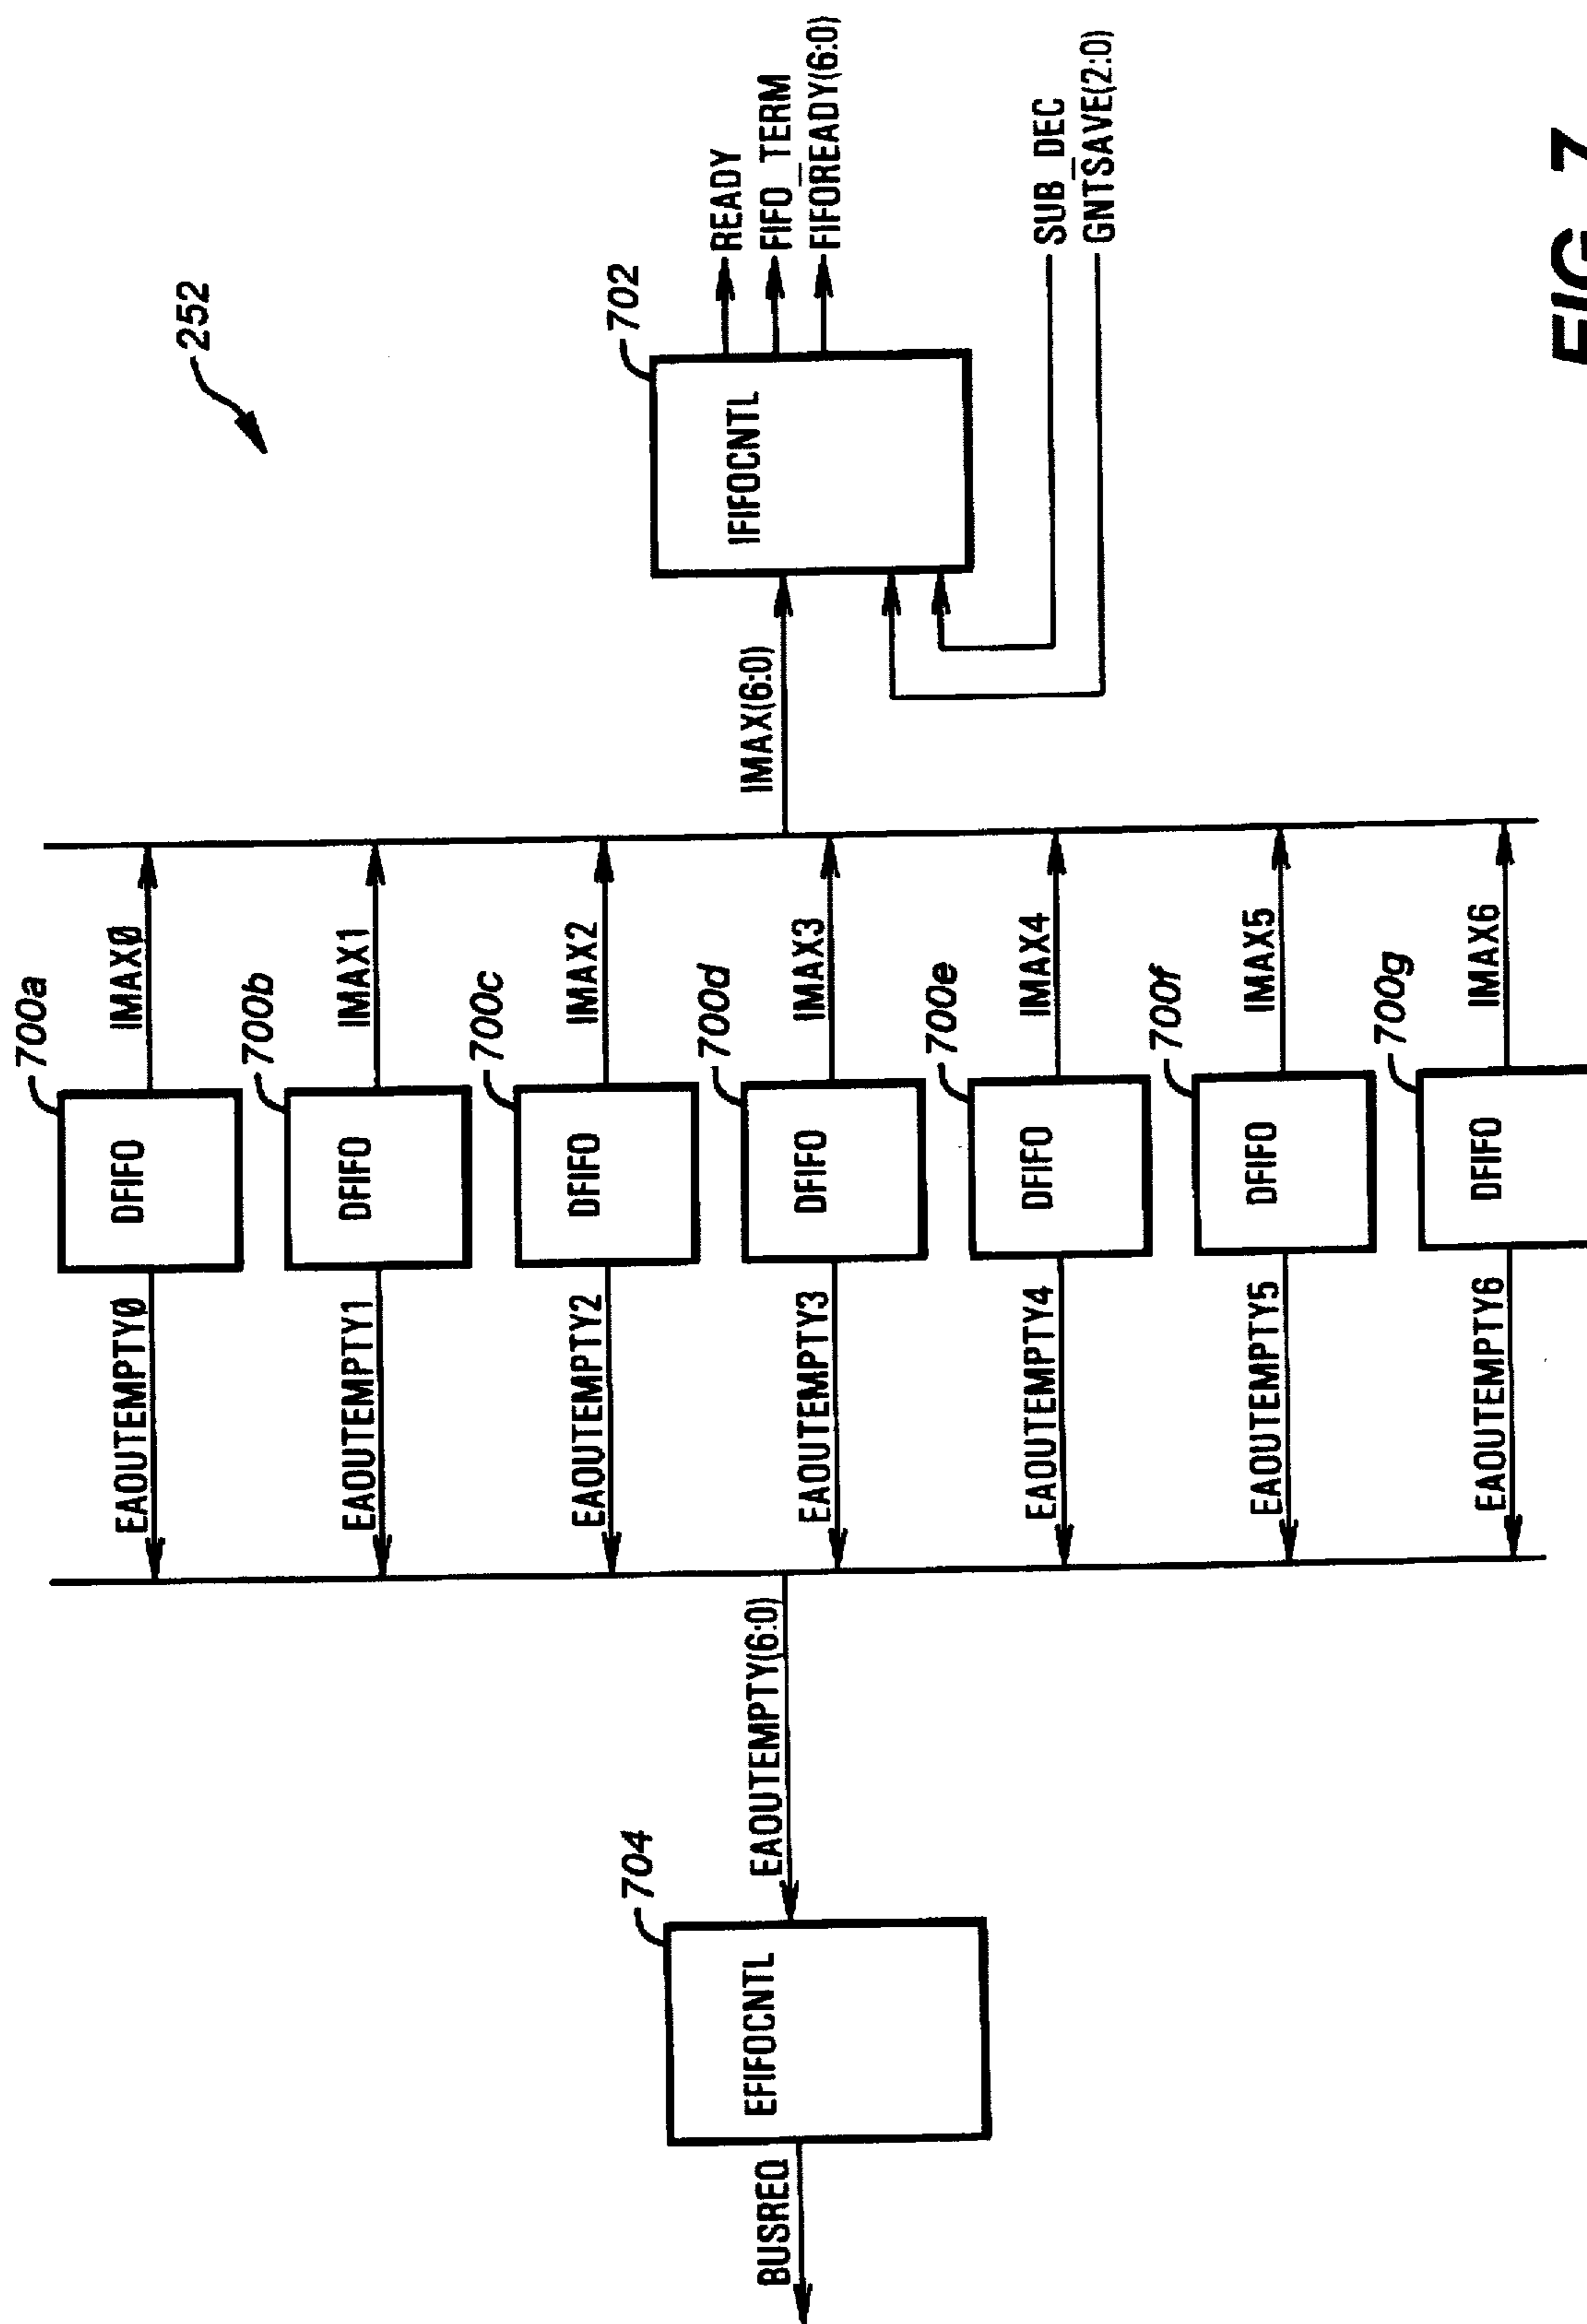 252
700a
DFIFO
EAOUTEMPTYØ
IMAXØ
700b
DFIFO
EAOUTEMPTY1
IMAX1
700c
DFIFO
EAOUTEMPTY2
IMAX2
700d
DFIFO
EAOUTEMPTY3
IMAX3
700e
DFIFO
EAOUTEMPTY4
IMAX4
700f
DFIFO
EAOUTEMPTY5
IMAX5
700g
DFIFO
EAOUTEMPTY6
IMAX6
704
EFIFOCNTL
BUSREQ
EAOUTEMPTY(6:0)
IMAX(6:0)
702
IFIFOCNTL
READY
FIFO_TERM
FIFOREADY(6:0)
SUB_DEC
GNTSAVE(2:0)
FIG. 7